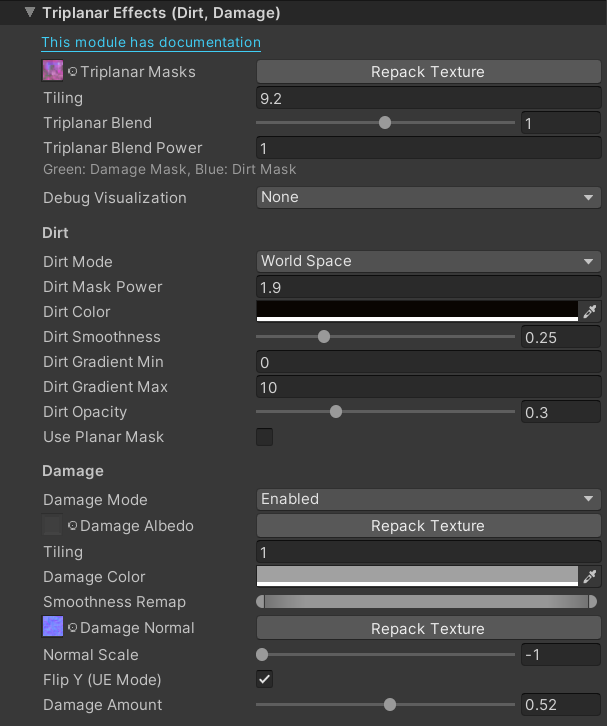 Triplanar Effects (Dirt, Damage)
This module has documentation
Triplanar Masks Repack Texture
Tiling 9.2
Triplanar Blend 1
Triplanar Blend Power 1
Green: Damage Mask, Blue: Dirt Mask
Debug Visualization None
Dirt
Dirt Mode World Space
Dirt Mask Power 1.9
Dirt Color
Dirt Smoothness 0.25
Dirt Gradient Min 0
Dirt Gradient Max 10
Dirt Opacity 0.3
Use Planar Mask
Damage
Damage Mode Enabled
Damage Albedo Repack Texture
Tiling 1
Damage Color
Smoothness Remap
Damage Normal Repack Texture
Normal Scale -1
Flip Y (UE Mode)
Damage Amount 0.52